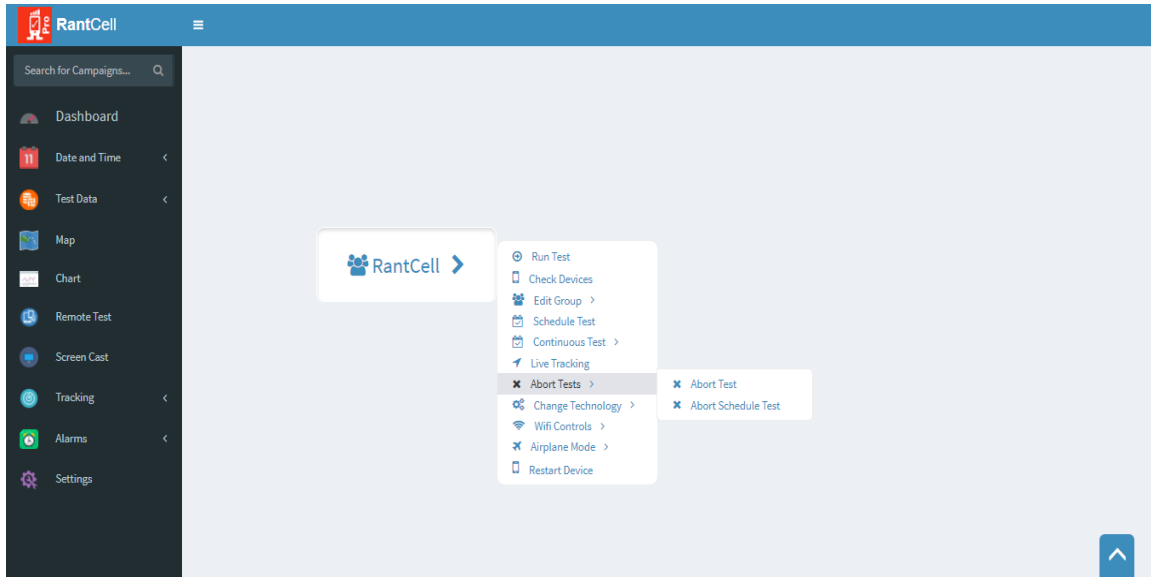 Pro RantCell
Search for Campaigns...
Dashboard
11
Date and Time
Test Data
Map
Chart
Remote Test
Screen Cast
Tracking
Alarms
Settings
RantCell
Run Test
Check Devices
Edit Group
Schedule Test
Continuous Test
Live Tracking
Abort Tests
Change Technology
Wifi Controls
Airplane Mode
Restart Device
Abort Test
Abort Schedule Test